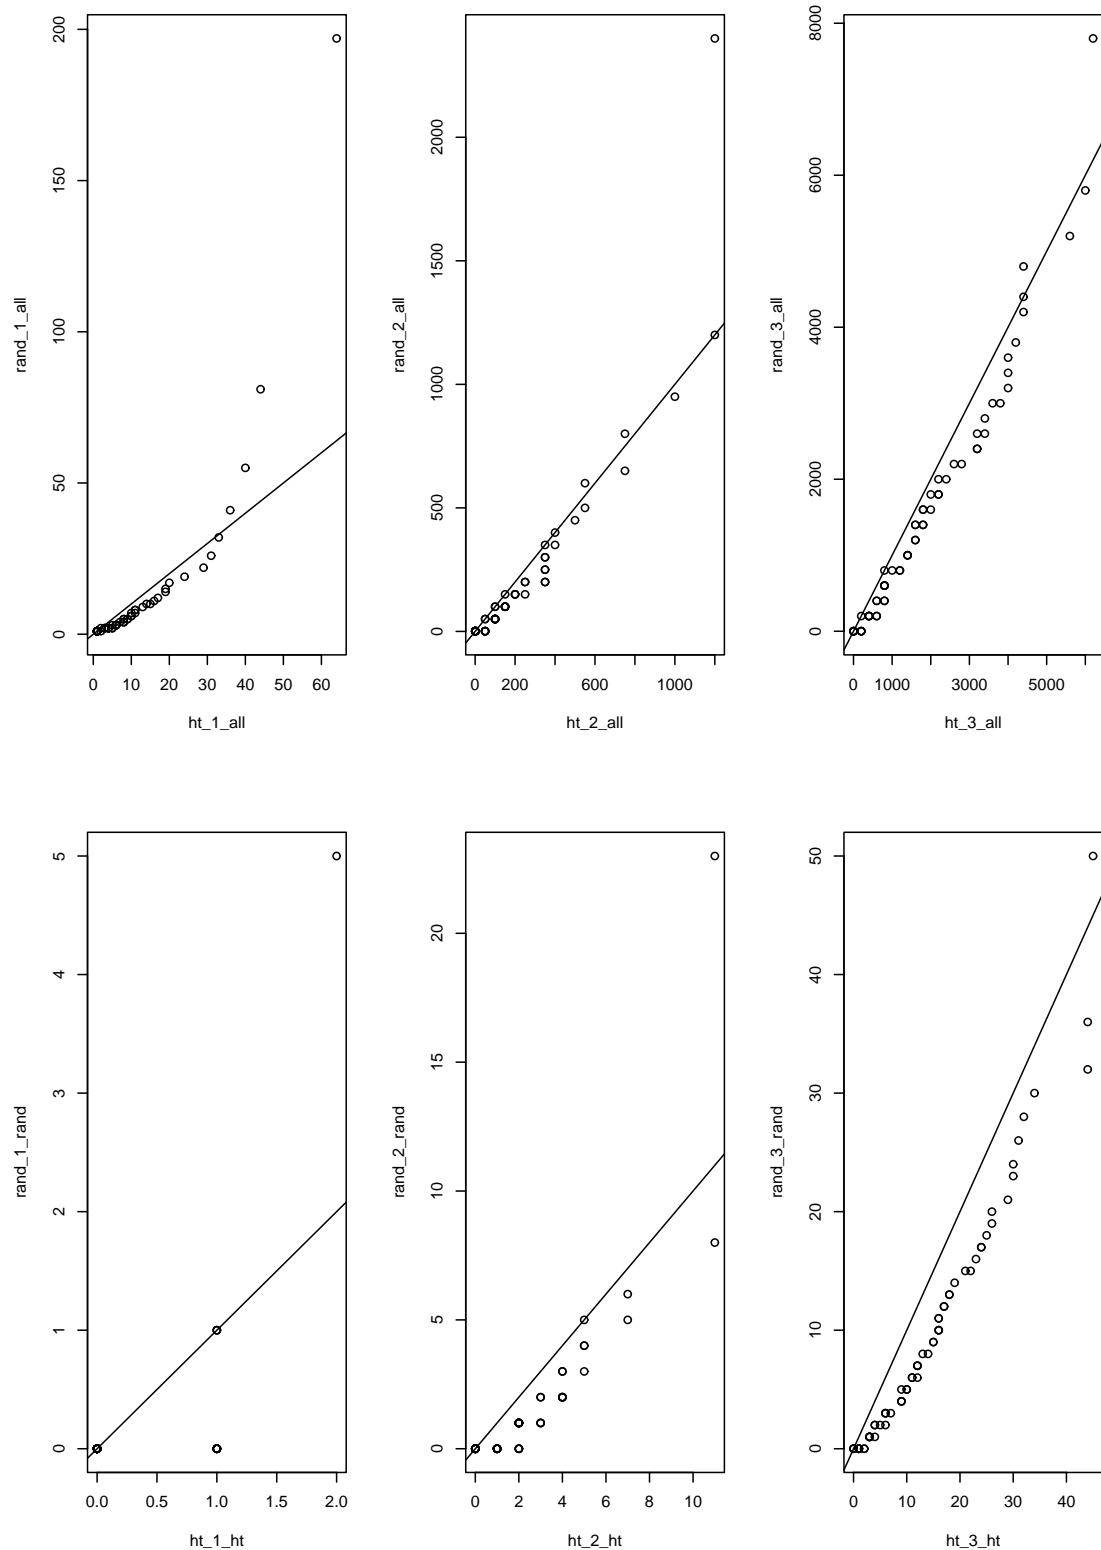 rand_1_all
0 50 100 150 200
0 10 20 30 40 50 60
ht_1_all
rand_2_all
0 500 1000 1500 2000
0 200 600 1000
ht_2_all
rand_3_all
0 2000 4000 6000 8000
0 1000 3000 5000
ht_3_all
rand_1_rand
0 1 2 3 4 5
0.0 0.5 1.0 1.5 2.0
ht_1_ht
rand_2_rand
0 5 10 15 20
0 2 4 6 8 10
ht_2_ht
rand_3_rand
0 10 20 30 40 50
0 10 20 30 40
ht_3_ht